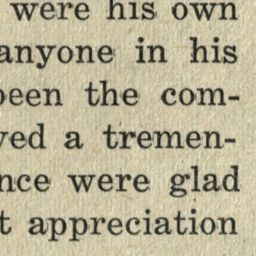 were his own
anyone in his
been the com-
ved a tremen-
nce were glad
t appreciation